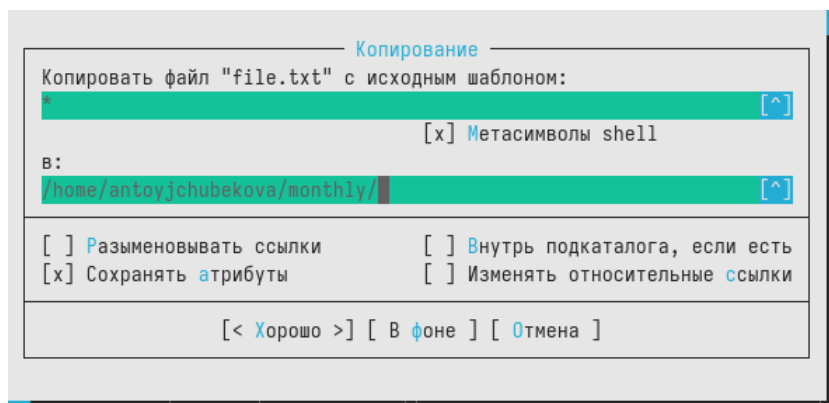 Копирование
Копировать файл "file.txt" с исходным шаблоном:
* [^]
[x] Метасимволы shell
в:
/home/antoyjchubekova/monthly/ [^]
[ ] Разыменовывать ссылки [ ] Внутрь подкаталога, если есть
[x] Сохранять атрибуты [ ] Изменять относительные ссылки
[< Хорошо >] [ В фоне ] [ Отмена ]